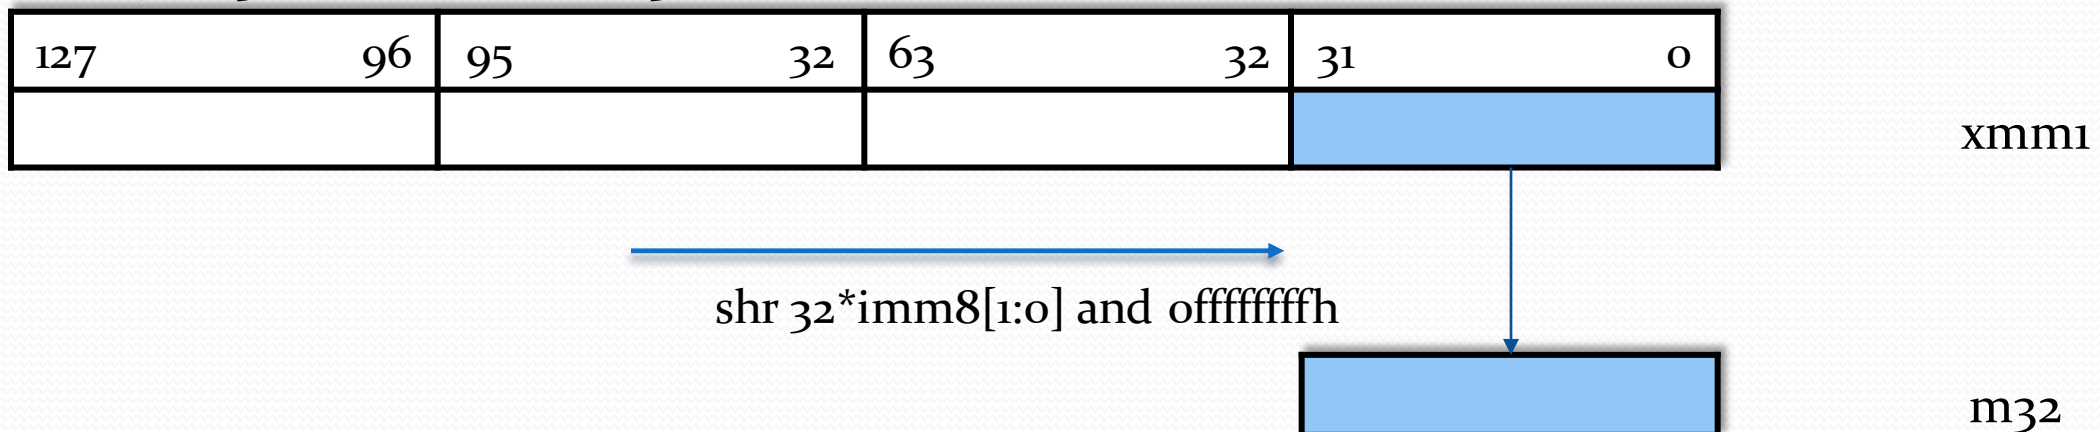 127 96 95 32 63 32 31 0
xmm1
shr 32*imm8[1:0] and 0ffffffffh
m32